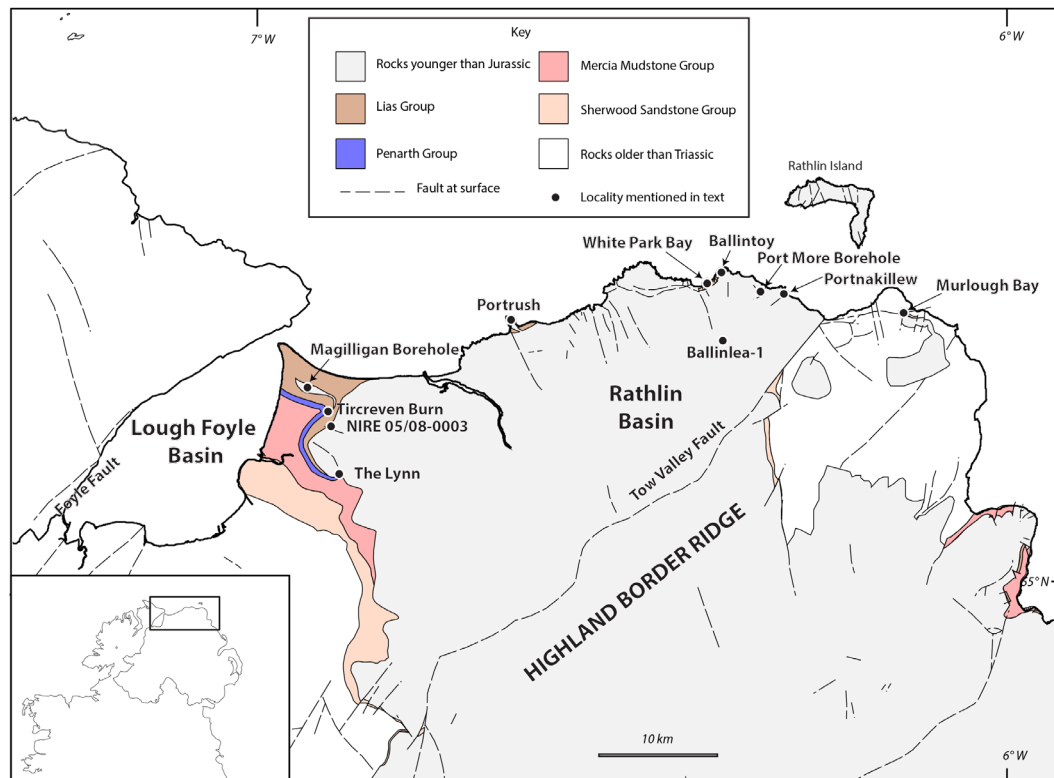 7° W
6° W
Key
Rocks younger than Jurassic
Mercia Mudstone Group
Lias Group
Sherwood Sandstone Group
Penarth Group
Rocks older than Triassic
Fault at surface
Locality mentioned in text
Rathlin Island
White Park Bay
Ballintoy
Port More Borehole
Portnakillew
Murlough Bay
Portrush
Magilligan Borehole
Ballinlea-1
Tircreven Burn
NIRE 05/08-0003
Lough Foyle
Basin
Rathlin
Basin
The Lynn
Foyle Fault
Tow Valley Fault
HIGHLAND BORDER RIDGE
55° N
10 km
6° W